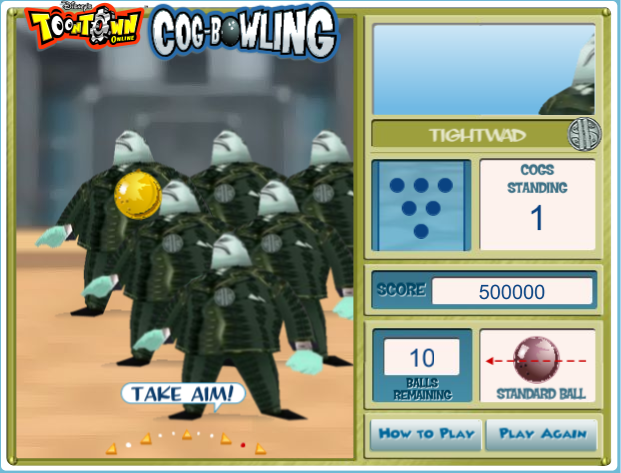 Disney's
TOONTOWN
ONLINE
COG-BOWLING
TIGHTWAD
COGS
STANDING
1
SCORE 500000
10
BALLS
REMAINING
STANDARD BALL
TAKE AIM!
HOW TO PLAY
PLAY AGAIN